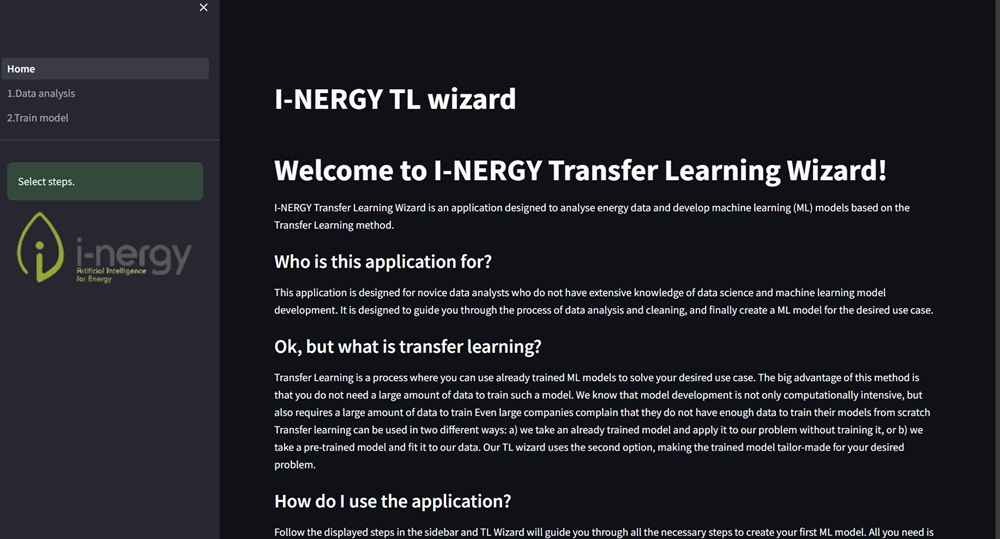 ×
Home
1.Data analysis
2.Train model
Select steps.
i-nergy
Artificial Intelligence
for Energy
I-NERGY TL wizard
Welcome to I-NERGY Transfer Learning Wizard!
I-NERGY Transfer Learning Wizard is an application designed to analyse energy data and develop machine learning (ML) models based on the
Transfer Learning method.
Who is this application for?
This application is designed for novice data analysts who do not have extensive knowledge of data science and machine learning model
development. It is designed to guide you through the process of data analysis and cleaning, and finally create a ML model for the desired use case.
Ok, but what is transfer learning?
Transfer Learning is a process where you can use already trained ML models to solve your desired use case. The big advantage of this method is
that you do not need a large amount of data to train such a model. We know that model development is not only computationally intensive, but
also requires a large amount of data to train Even large companies complain that they do not have enough data to train their models from scratch
Transfer learning can be used in two different ways: a) we take an already trained model and apply it to our problem without training it, or b) we
take a pre-trained model and fit it to our data. Our TL wizard uses the second option, making the trained model tailor-made for your desired
problem.
How do I use the application?
Follow the displayed steps in the sidebar and TL Wizard will guide you through all the necessary steps to create your first ML model. All you need is